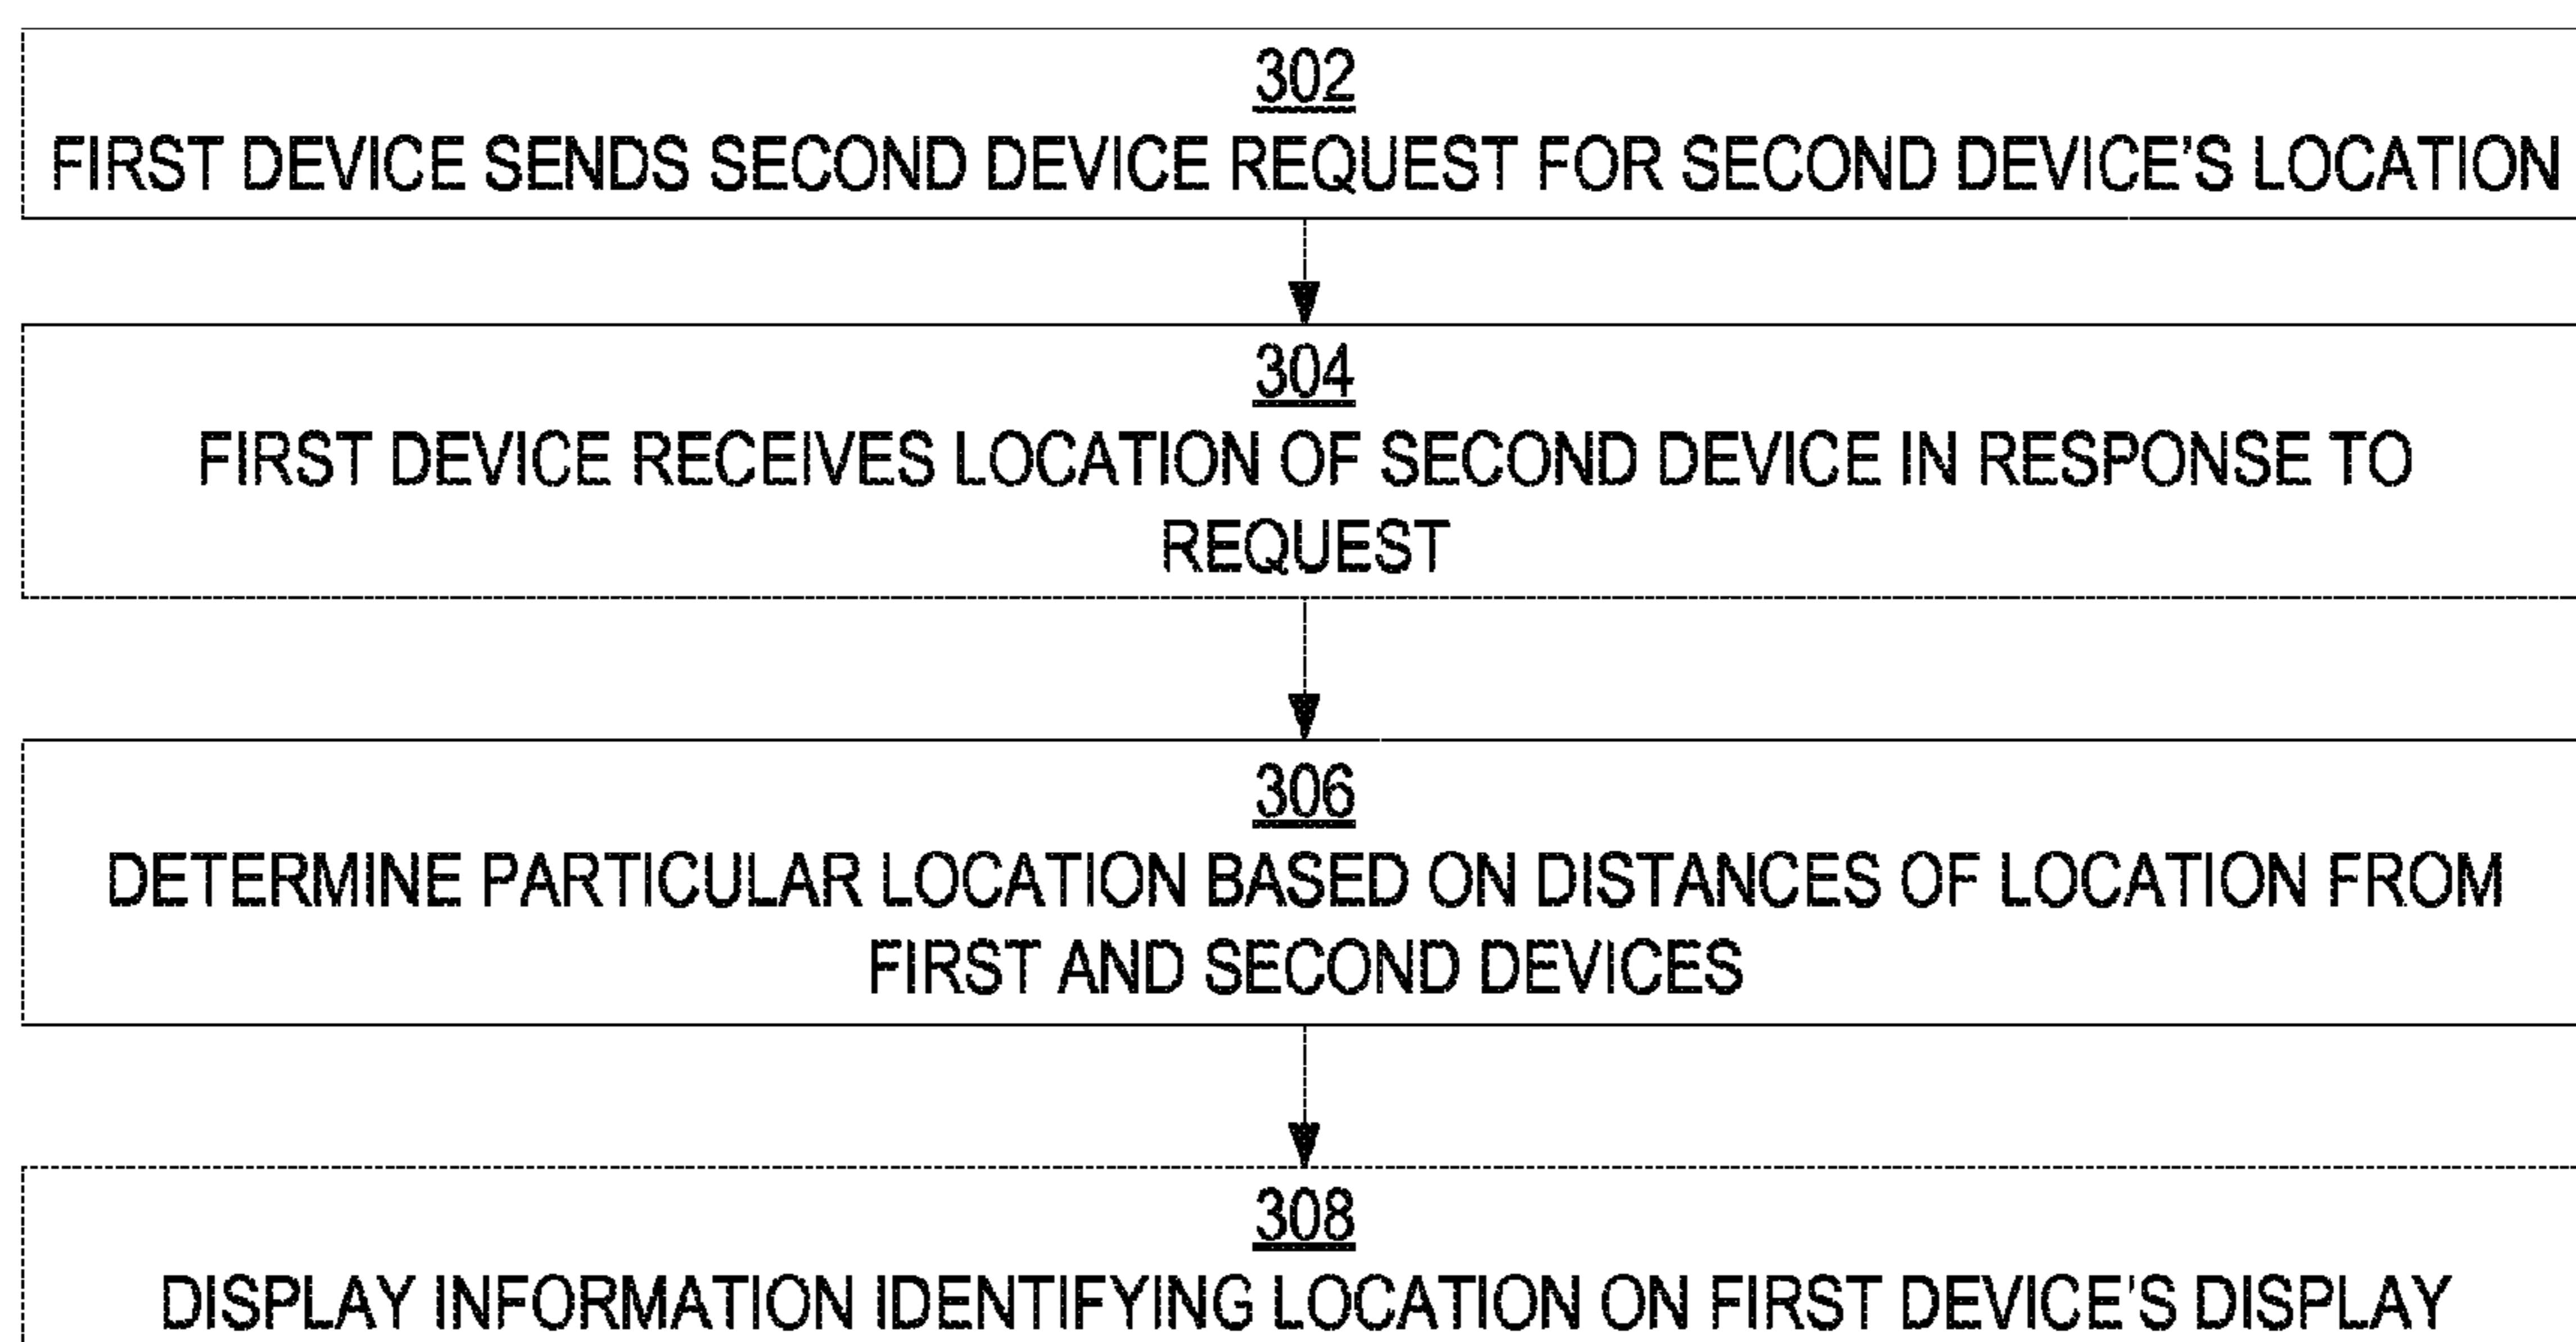 302
FIRST DEVICE SENDS SECOND DEVICE REQUEST FOR SECOND DEVICE'S LOCATION
304
FIRST DEVICE RECEIVES LOCATION OF SECOND DEVICE IN RESPONSE TO
REQUEST
306
DETERMINE PARTICULAR LOCATION BASED ON DISTANCES OF LOCATION FROM
FIRST AND SECOND DEVICES
308
DISPLAY INFORMATION IDENTIFYING LOCATION ON FIRST DEVICE'S DISPLAY